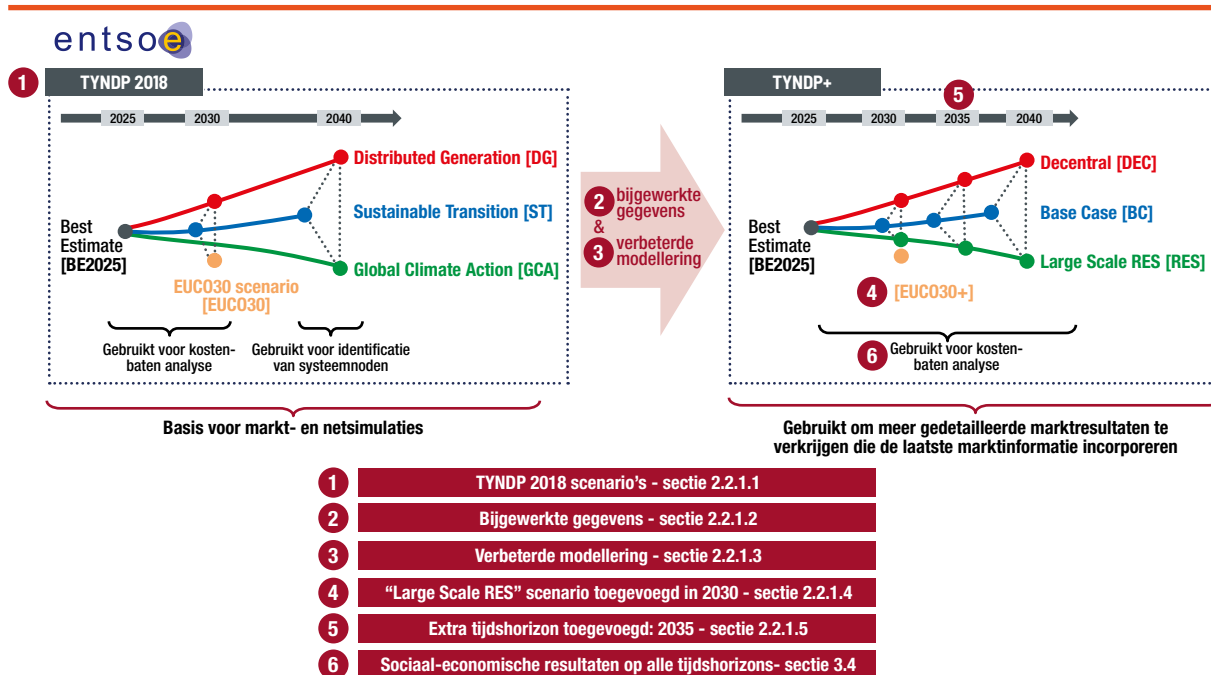 entsoe
1
TYNDP 2018
2025
2030
2040
Distributed Generation [DG]
Sustainable Transition [ST]
Best
Estimate
[BE2025]
Global Climate Action [GCA]
EUCO30 scenario
[EUCO30]
Gebruikt voor kosten-
baten analyse
Gebruikt voor identificatie
van systeemnoden
Basis voor markt- en netsimulaties
2 bijgewerkte
gegevens
&
3 verbeterde
modellering
TYNDP+
5
2025
2030
2035
2040
Decentral [DEC]
Base Case [BC]
Best
Estimate
[BE2025]
Large Scale RES [RES]
4 [EUCO30+]
6 Gebruikt voor kosten-
baten analyse
Gebruikt om meer gedetailleerde marktresultaten te
verkrijgen die de laatste marktinformatie incorporeren
1 TYNDP 2018 scenario's - sectie 2.2.1.1
2 Bijgewerkte gegevens - sectie 2.2.1.2
3 Verbeterde modellering - sectie 2.2.1.3
4 “Large Scale RES” scenario toegevoegd in 2030 - sectie 2.2.1.4
5 Extra tijdshorizon toegevoegd: 2035 - sectie 2.2.1.5
6 Sociaal-economische resultaten op alle tijdshorizons- sectie 3.4